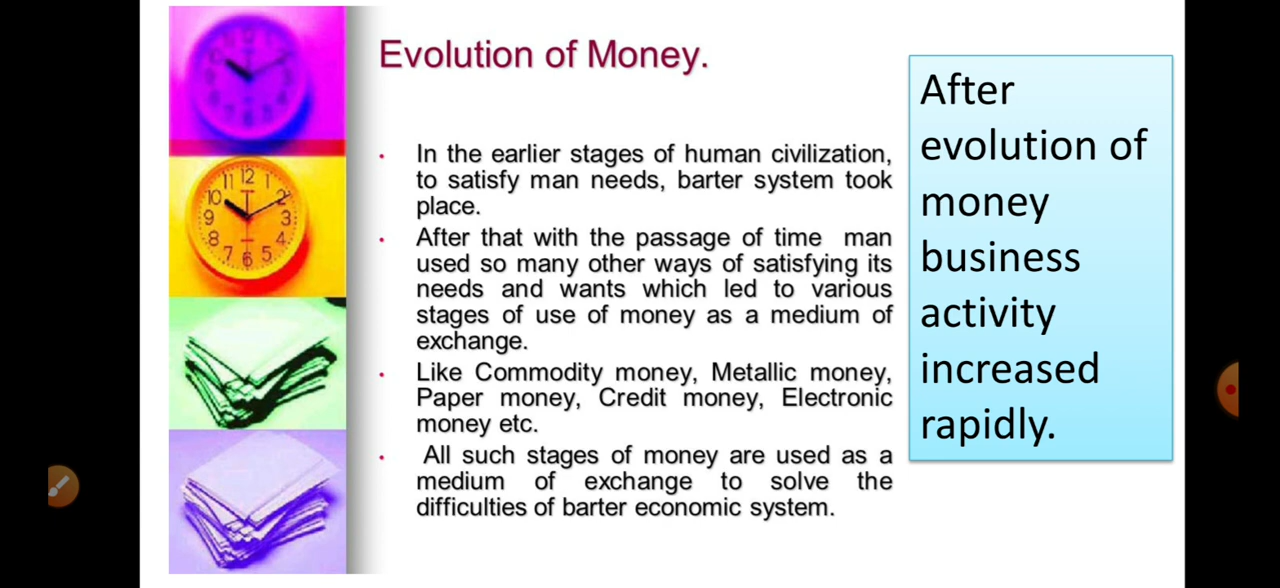 Evolution of Money.
• In the earlier stages of human civilization,
to satisfy man needs, barter system took
place.
• After that with the passage of time man
used so many other ways of satisfying its
needs and wants which led to various
stages of use of money as a medium of
exchange.
• Like Commodity money, Metallic money,
Paper money, Credit money, Electronic
money etc.
• All such stages of money are used as a
medium of exchange to solve the
difficulties of barter economic system.
After
evolution of
money
business
activity
increased
rapidly.